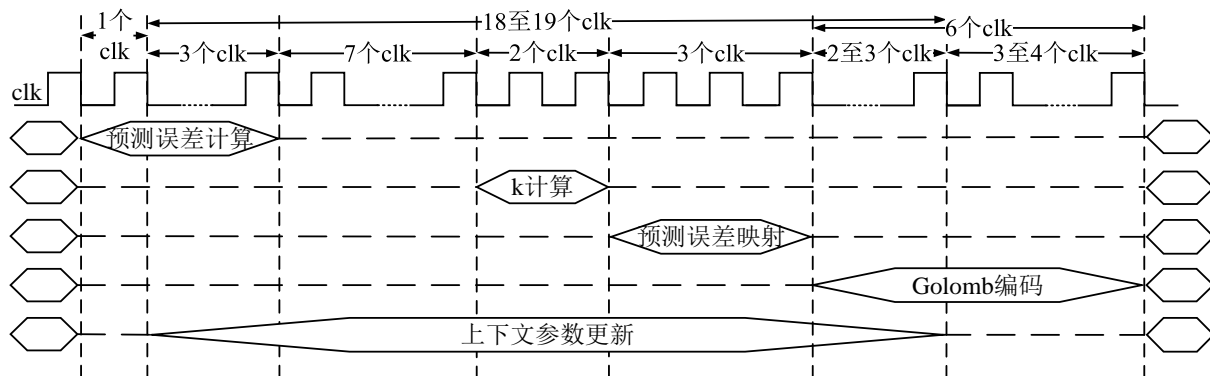 1个
clk
18至19个clk
6个clk
3个clk
7个clk
2个clk
3个clk
2至3个clk
3至4个clk
clk
预测误差计算
k计算
预测误差映射
Golomb编码
上下文参数更新